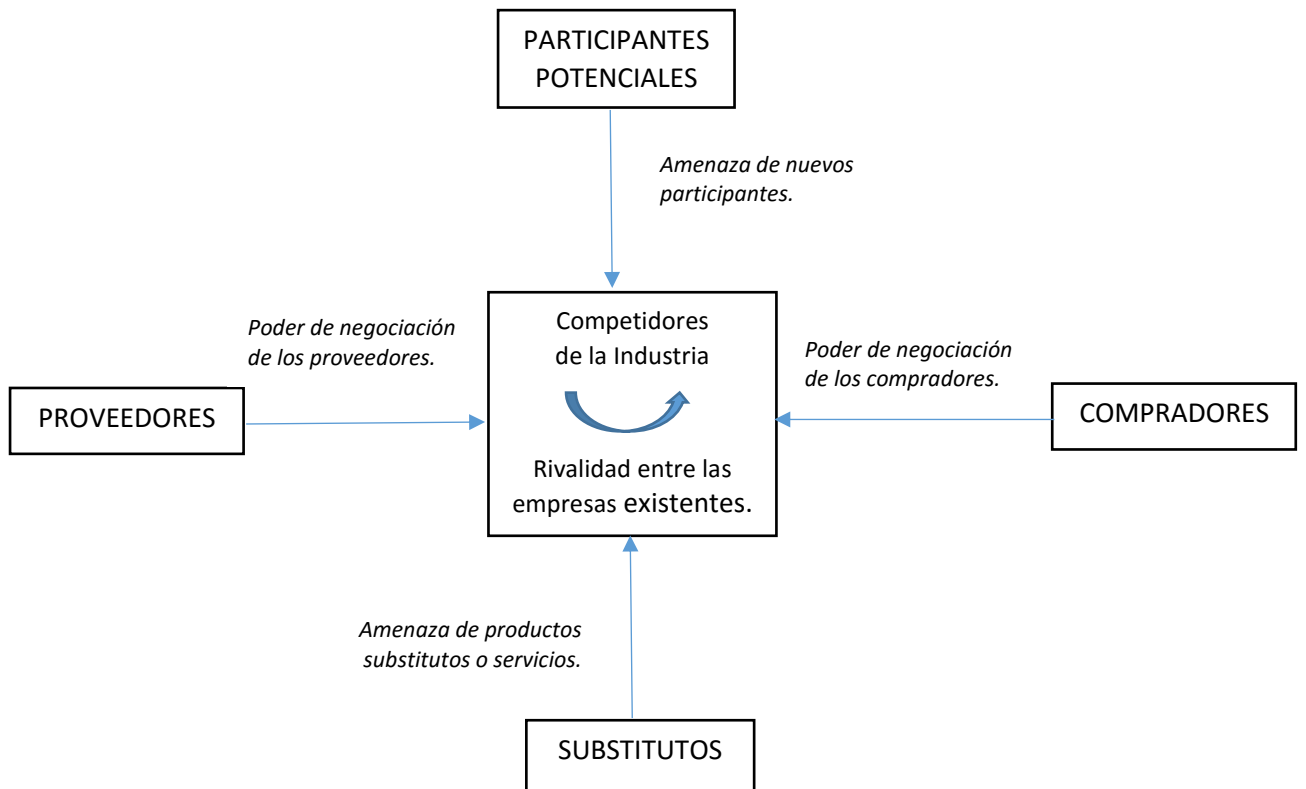 PARTICIPANTES
POTENCIALES
Amenaza de nuevos
participantes.
Poder de negociación
de los proveedores.
Competidores
de la Industria
Poder de negociación
de los compradores.
PROVEEDORES
COMPRADORES
Rivalidad entre las
empresas existentes.
Amenaza de productos
substitutos o servicios.
SUBSTITUTOS